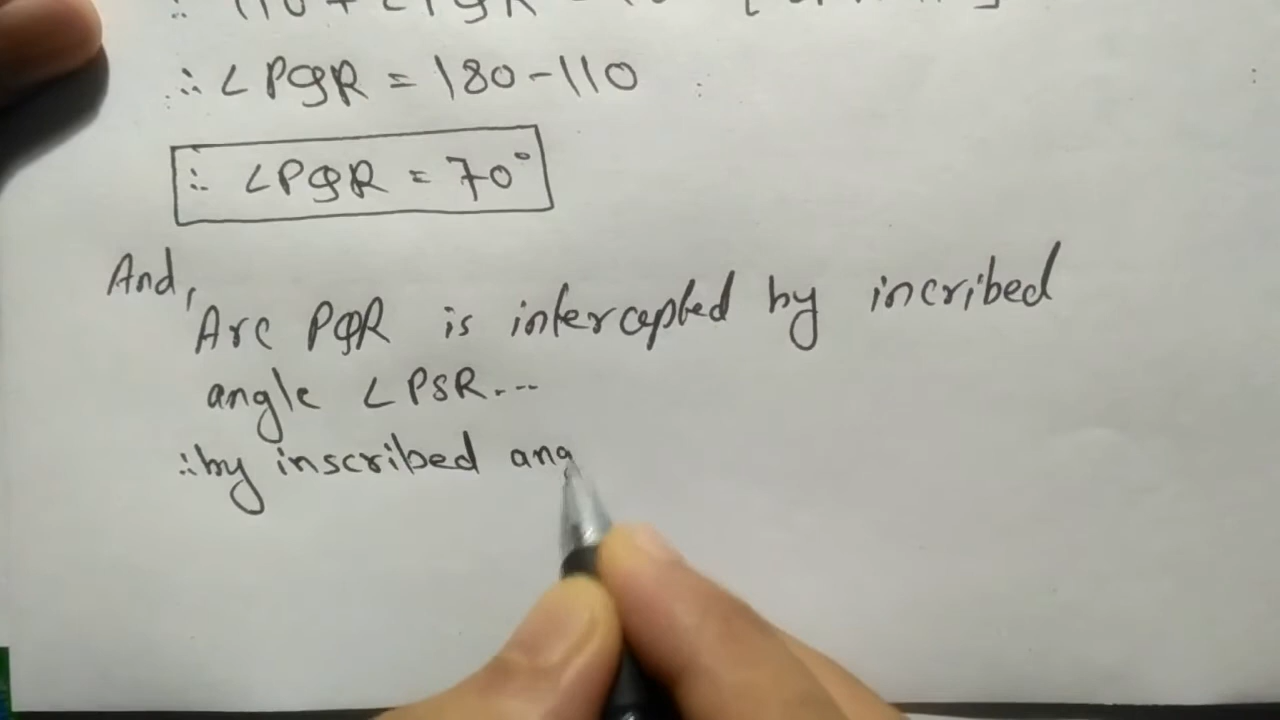 ∴ ∠PQR = 180 - 110
∴ ∠PQR = 70°
And,
Arc PQR is intercepted by incribed
angle ∠PSR...
∴ by inscribed ang